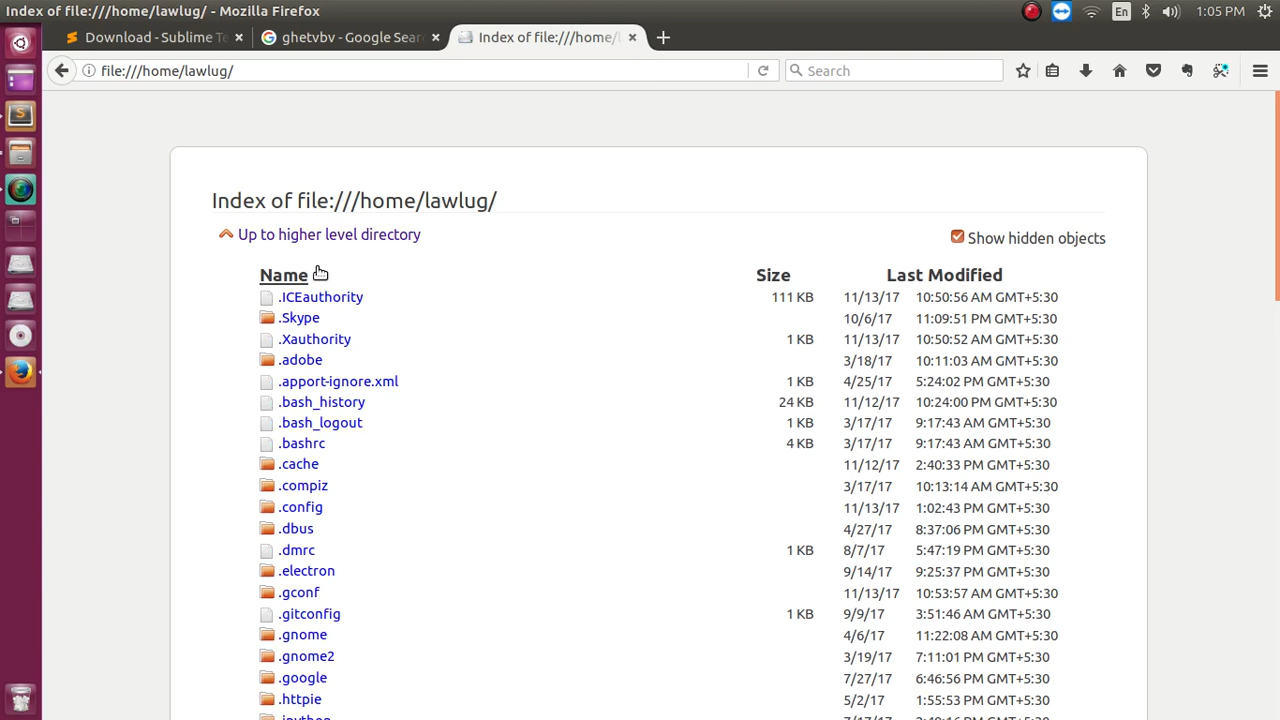 Index of file:///home/lawlug/ - Mozilla Firefox
En
1:05 PM
Download - Sublime Te
ghetvbv - Google Sear
Index of file:///home/l
file:///home/lawlug/
Search
Index of file:///home/lawlug/
Up to higher level directory
Show hidden objects
Name Size Last Modified
.ICEauthority 111 KB 11/13/17 10:50:56 AM GMT+5:30
.Skype 10/6/17 11:09:51 PM GMT+5:30
.Xauthority 1 KB 11/13/17 10:50:52 AM GMT+5:30
.adobe 3/18/17 10:11:03 AM GMT+5:30
.apport-ignore.xml 1 KB 4/25/17 5:24:02 PM GMT+5:30
.bash_history 24 KB 11/12/17 10:24:00 PM GMT+5:30
.bash_logout 1 KB 3/17/17 9:17:43 AM GMT+5:30
.bashrc 4 KB 3/17/17 9:17:43 AM GMT+5:30
.cache 11/12/17 2:40:33 PM GMT+5:30
.compiz 3/17/17 10:13:14 AM GMT+5:30
.config 11/13/17 1:02:43 PM GMT+5:30
.dbus 4/27/17 8:37:06 PM GMT+5:30
.dmrc 1 KB 8/7/17 5:47:19 PM GMT+5:30
.electron 9/14/17 9:25:37 PM GMT+5:30
.gconf 11/13/17 10:53:57 AM GMT+5:30
.gitconfig 1 KB 9/9/17 3:51:46 AM GMT+5:30
.gnome 4/6/17 11:22:08 AM GMT+5:30
.gnome2 3/19/17 7:11:01 PM GMT+5:30
.google 7/27/17 6:46:56 PM GMT+5:30
.httpie 5/2/17 1:55:53 PM GMT+5:30